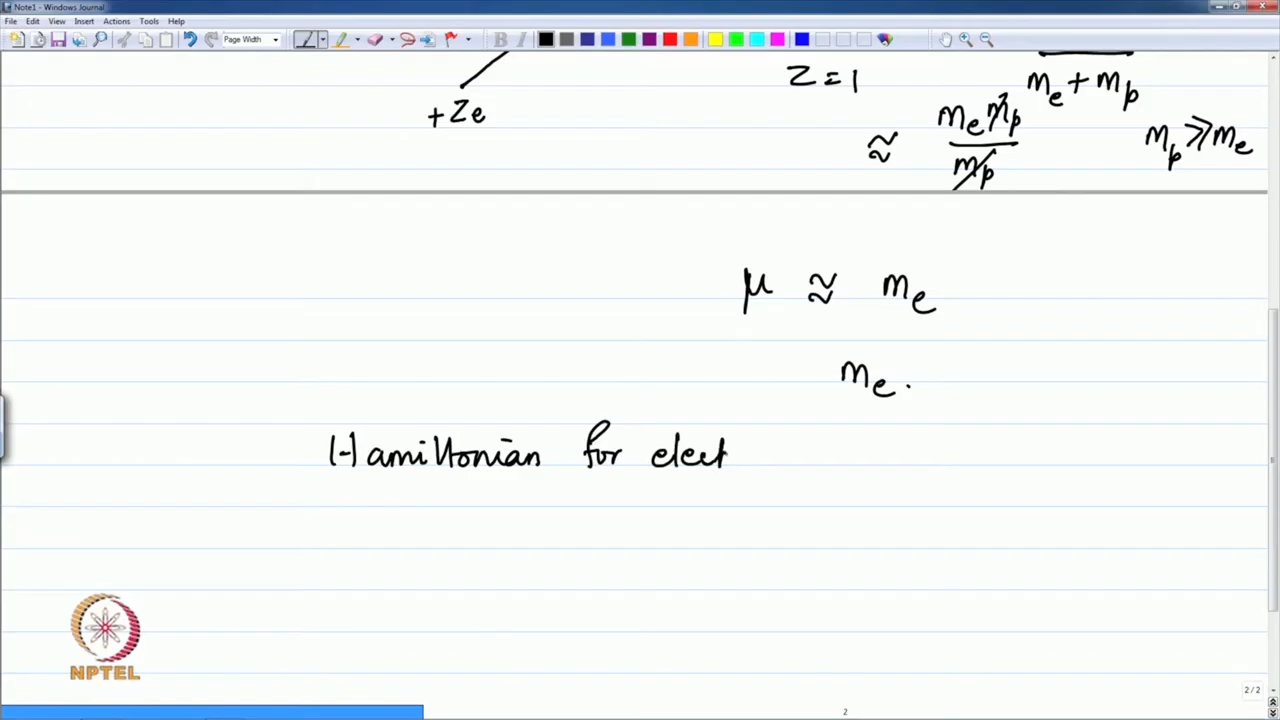 Note1 - Windows Journal
File Edit View Insert Actions Tools Help
Page Width
Z = 1
m_e + m_p
+Ze
≈ m_e m_p / m_p
m_p ≫ m_e
μ ≈ m_e
m_e .
Hamiltonian for elect
NPTEL
2 / 2
2